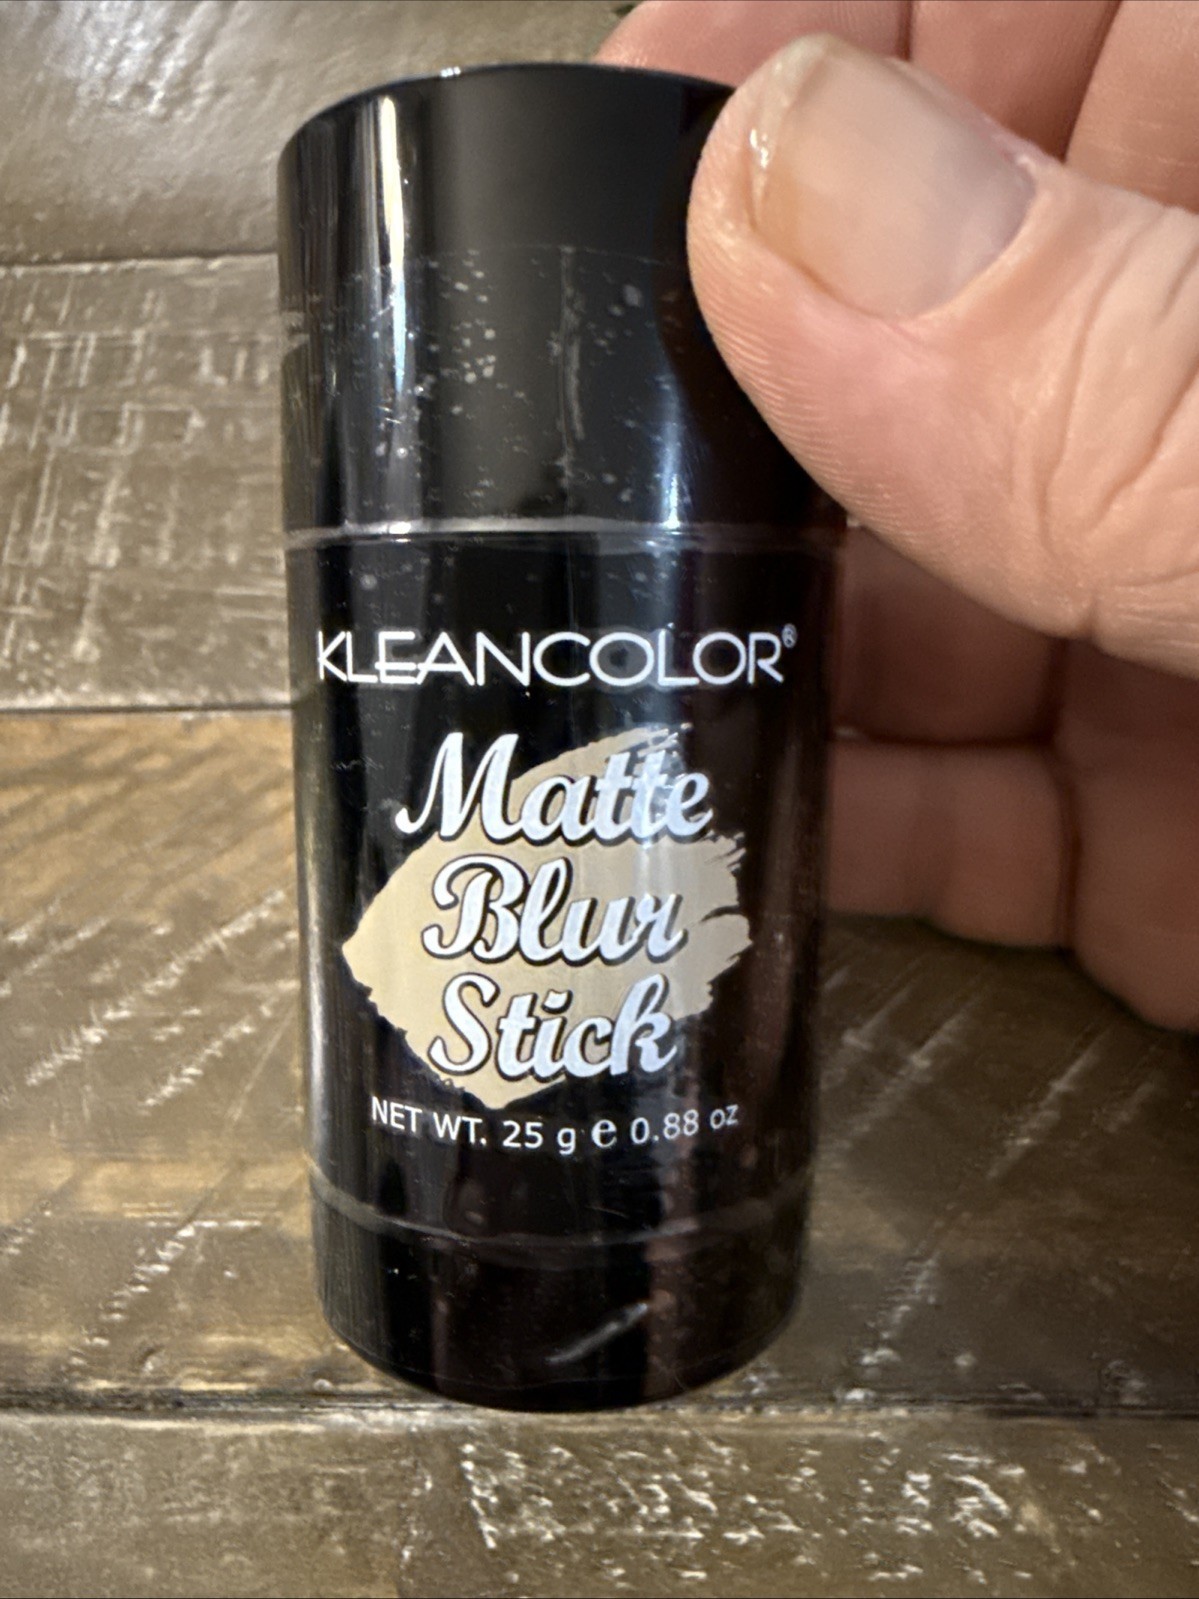 KLEANCOLOR®
Matte
Blur
Stick
NET WT. 25 g ℮ 0.88 oz